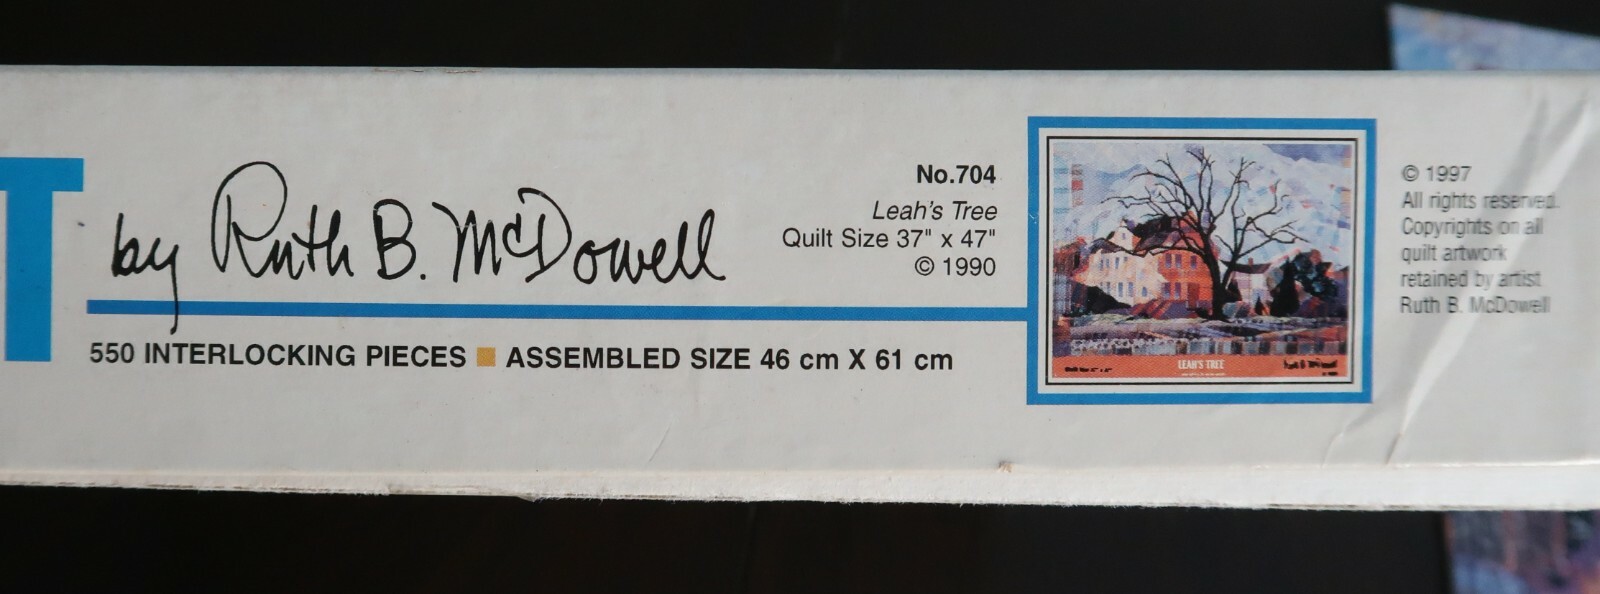 T
by Ruth B. McDowell
No.704
Leah's Tree
Quilt Size 37" x 47"
© 1990
550 INTERLOCKING PIECES ■ ASSEMBLED SIZE 46 cm X 61 cm
LEAH'S TREE
© 1997
All rights reserved.
Copyrights on all
quilt artwork
retained by artist
Ruth B. McDowell